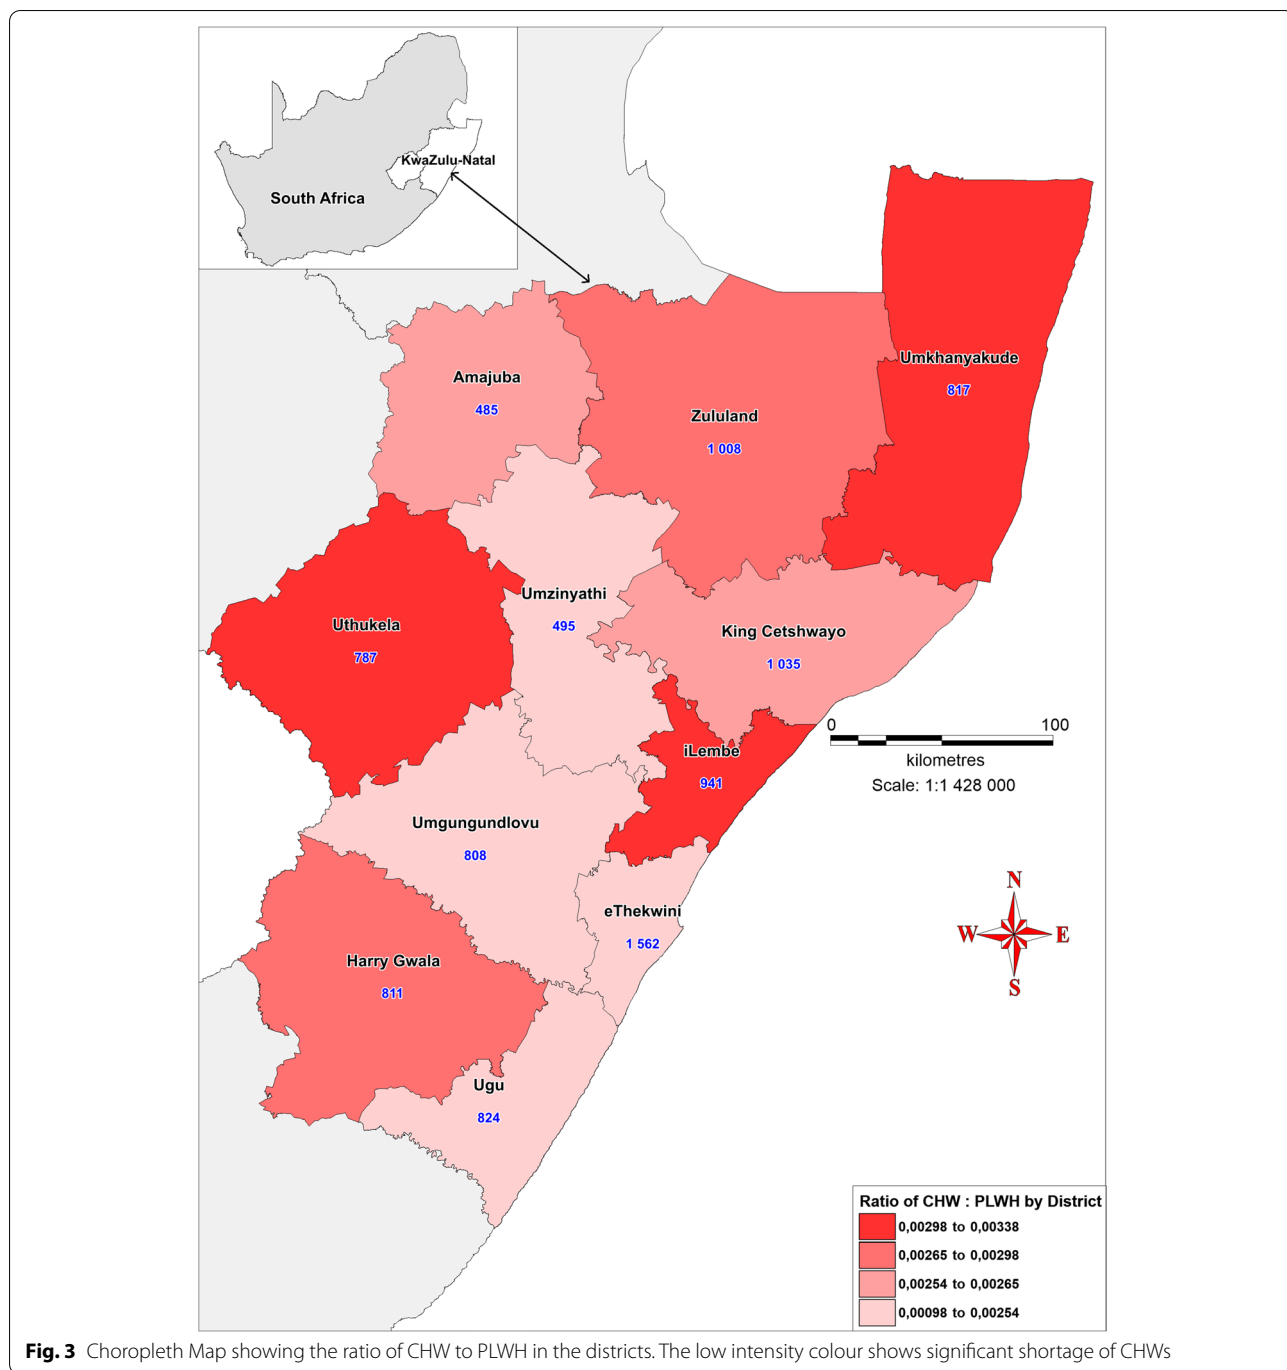 KwaZulu-Natal
South Africa
Umkhanyakude
817
Amajuba
485
Zululand
1 008
Umzinyathi
495
Uthukela
787
King Cetshwayo
1 035
0 100
kilometres
Scale: 1:1 428 000
iLembe
941
Umgungundlovu
808
eThekwini
1 562
N
W E
S
Harry Gwala
811
Ugu
824
Ratio of CHW : PLWH by District
0,00298 to 0,00338
0,00265 to 0,00298
0,00254 to 0,00265
0,00098 to 0,00254
Fig. 3 Choropleth Map showing the ratio of CHW to PLWH in the districts. The low intensity colour shows significant shortage of CHWs